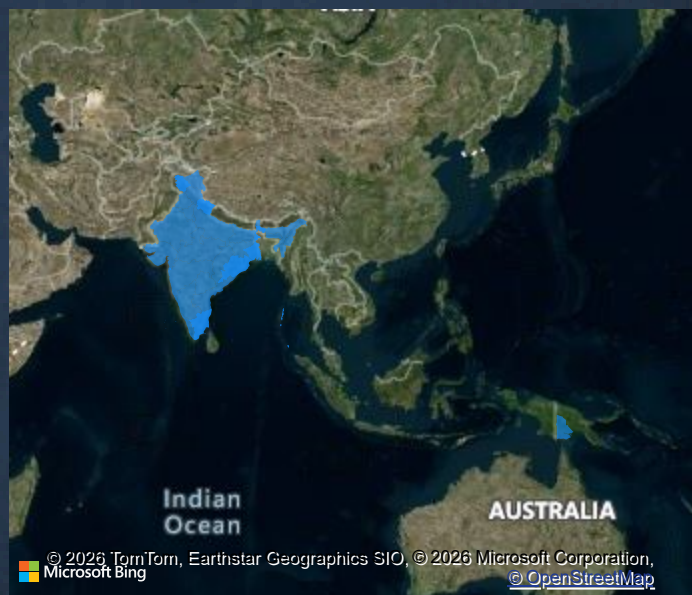 Indian
Ocean
AUSTRALIA
© 2026 TomTom, Earthstar Geographics SIO, © 2026 Microsoft Corporation,
Microsoft Bing
© OpenStreetMap